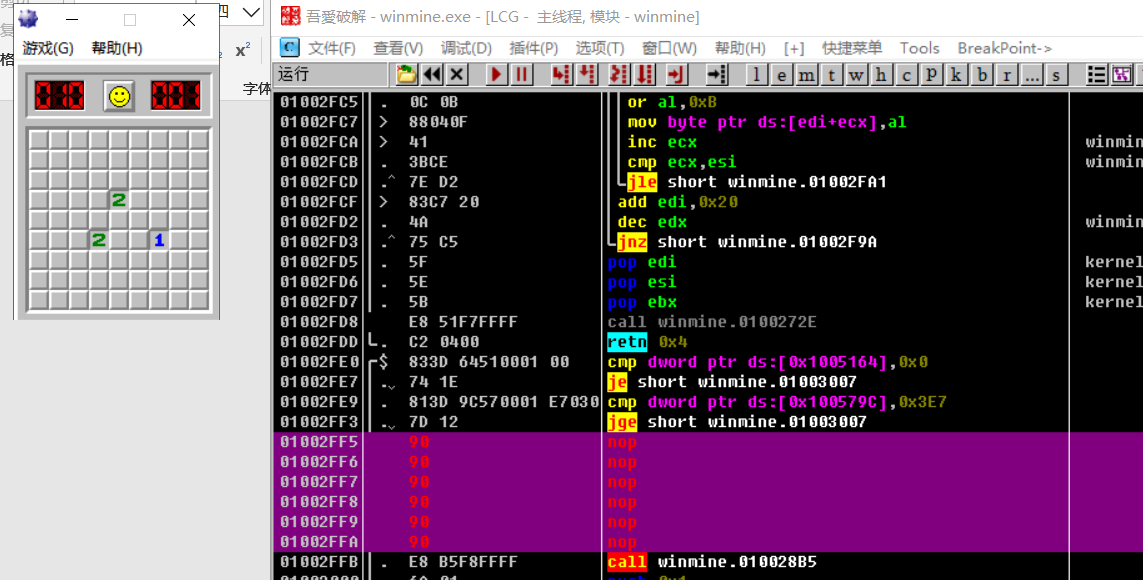 四
游戏(G) 帮助(H)
010 000
2
2 1
x²
格
字体
吾愛破解 - winmine.exe - [LCG - 主线程, 模块 - winmine]
C 文件(F) 查看(V) 调试(D) 插件(P) 选项(T) 窗口(W) 帮助(H) [+] 快捷菜单 Tools BreakPoint->
运行 l e m t w h c p k b r ... s
01002FC5 . 0C 0B or al,0xB
01002FC7 > 88040F mov byte ptr ds:[edi+ecx],al
01002FCA > 41 inc ecx winmin
01002FCB . 3BCE cmp ecx,esi winmin
01002FCD .^ 7E D2 jle short winmine.01002FA1
01002FCF > 83C7 20 add edi,0x20
01002FD2 . 4A dec edx winmin
01002FD3 .^ 75 C5 jnz short winmine.01002F9A
01002FD5 . 5F pop edi kernel
01002FD6 . 5E pop esi kernel
01002FD7 . 5B pop ebx kernel
01002FD8 E8 51F7FFFF call winmine.0100272E
01002FDD . C2 0400 retn 0x4
01002FE0 $ 833D 64510001 00 cmp dword ptr ds:[0x1005164],0x0
01002FE7 .v 74 1E je short winmine.01003007
01002FE9 . 813D 9C570001 E7030 cmp dword ptr ds:[0x100579C],0x3E7
01002FF3 .v 7D 12 jge short winmine.01003007
01002FF5 90 nop
01002FF6 90 nop
01002FF7 90 nop
01002FF8 90 nop
01002FF9 90 nop
01002FFA 90 nop
01002FFB . E8 B5F8FFFF call winmine.010028B5